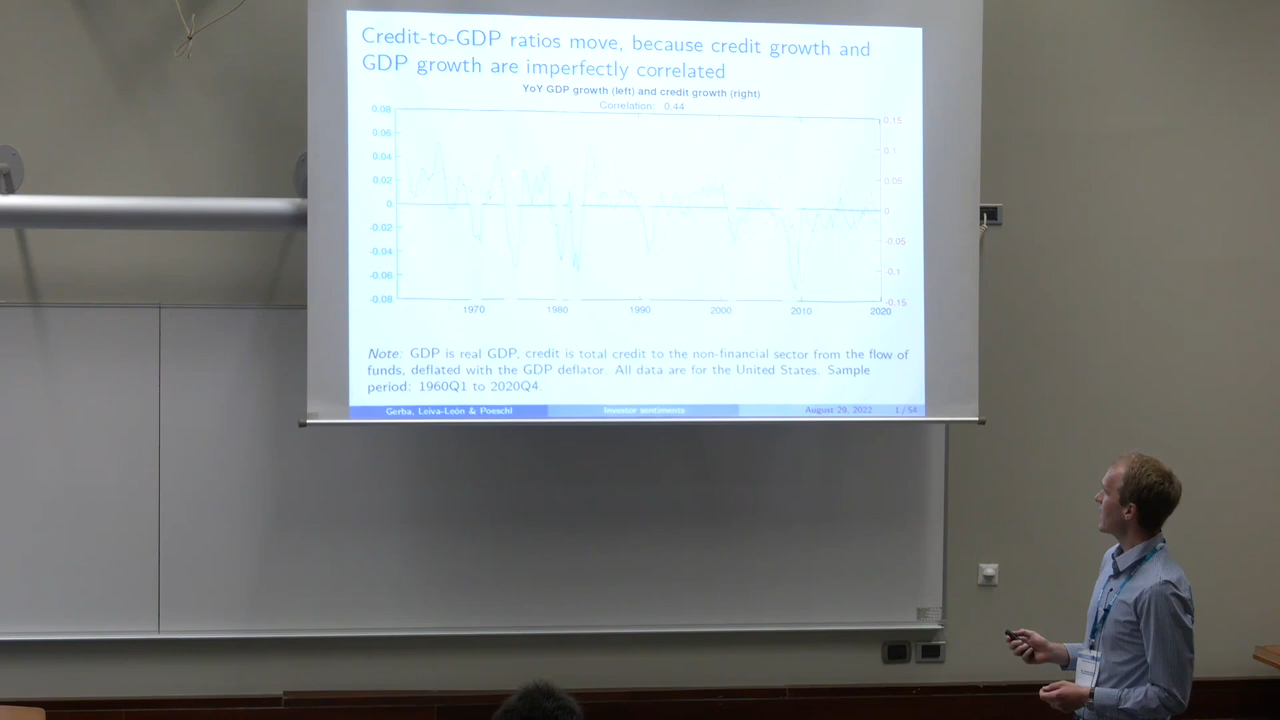 Credit-to-GDP ratios move, because credit growth and
GDP growth are imperfectly correlated
YoY GDP growth (left) and credit growth (right)
Correlation: 0.44
0.08
0.06
0.04
0.02
0.
-0.02
-0.04
-0.06
-0.08
0.15
0.1
0.05
0
-0.05
-0.1
-0.15
1970 1980 1990 2000 2010 2020
Note: GDP is real GDP, credit is total credit to the non-financial sector from the flow of
funds, deflated with the GDP deflator. All data are for the United States. Sample
period: 1960Q1 to 2020Q4.
Gerba, Leiva-León & Poeschl Investor sentiments August 29, 2022 1 / 54